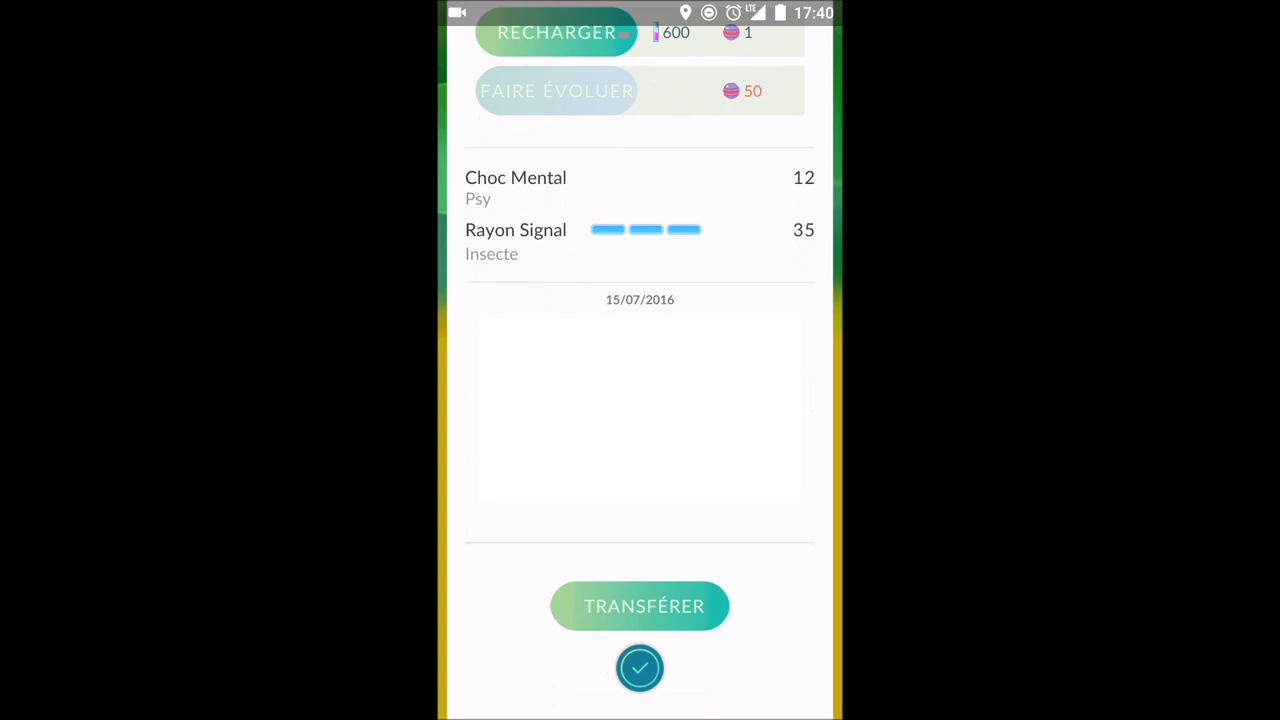 LTE 17:40
RECHARGER 600 1
FAIRE ÉVOLUER 50
Choc Mental 12
Psy
Rayon Signal 35
Insecte
15/07/2016
TRANSFÉRER